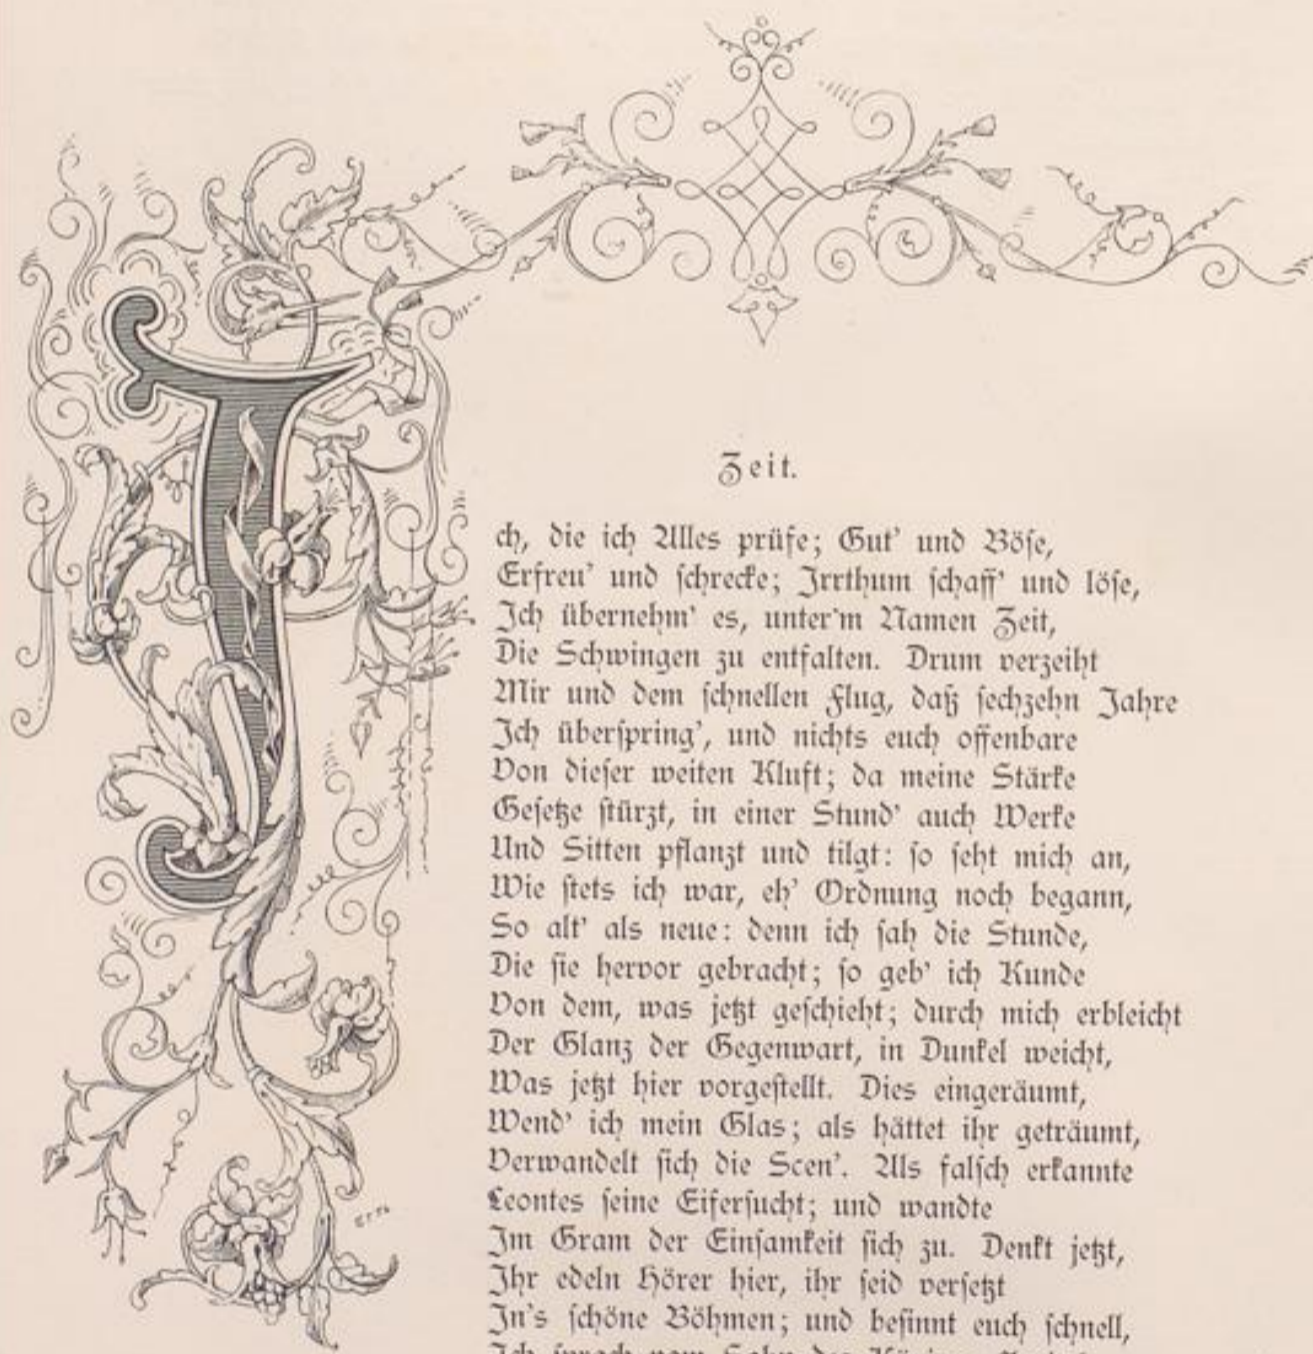 Zeit.
J
ch, die ich Alles prüfe; Gut' und Böſe,
Erfreu' und ſchrecke; Irrthum ſchaff' und löſe,
Ich übernehm' es, unter'm Namen Zeit,
Die Schwingen zu entfalten. Drum verzeiht
Mir und dem ſchnellen Flug, daß ſechzehn Jahre
Ich überſpring', und nichts euch offenbare
Von dieſer weiten Kluft; da meine Stärke
Geſetze ſtürzt, in einer Stund' auch Werke
Und Sitten pflanzt und tilgt: ſo ſeht mich an,
Wie ſtets ich war, eh' Ordnung noch begann,
So alt' als neue: denn ich ſah die Stunde,
Die ſie hervor gebracht; ſo geb' ich Kunde
Von dem, was jetzt geſchieht; durch mich erbleicht
Der Glanz der Gegenwart, in Dunkel weicht,
Was jetzt hier vorgeſtellt. Dies eingeräumt,
Wend' ich mein Glas; als hättet ihr geträumt,
Verwandelt ſich die Scen'. Als falſch erkannte
Leontes ſeine Eiferſucht; und wandte
Im Gram der Einſamkeit ſich zu. Denkt jetzt,
Ihr edeln Hörer hier, ihr ſeid verſetzt
In's ſchöne Böhmen; und beſinnt euch ſchnell,